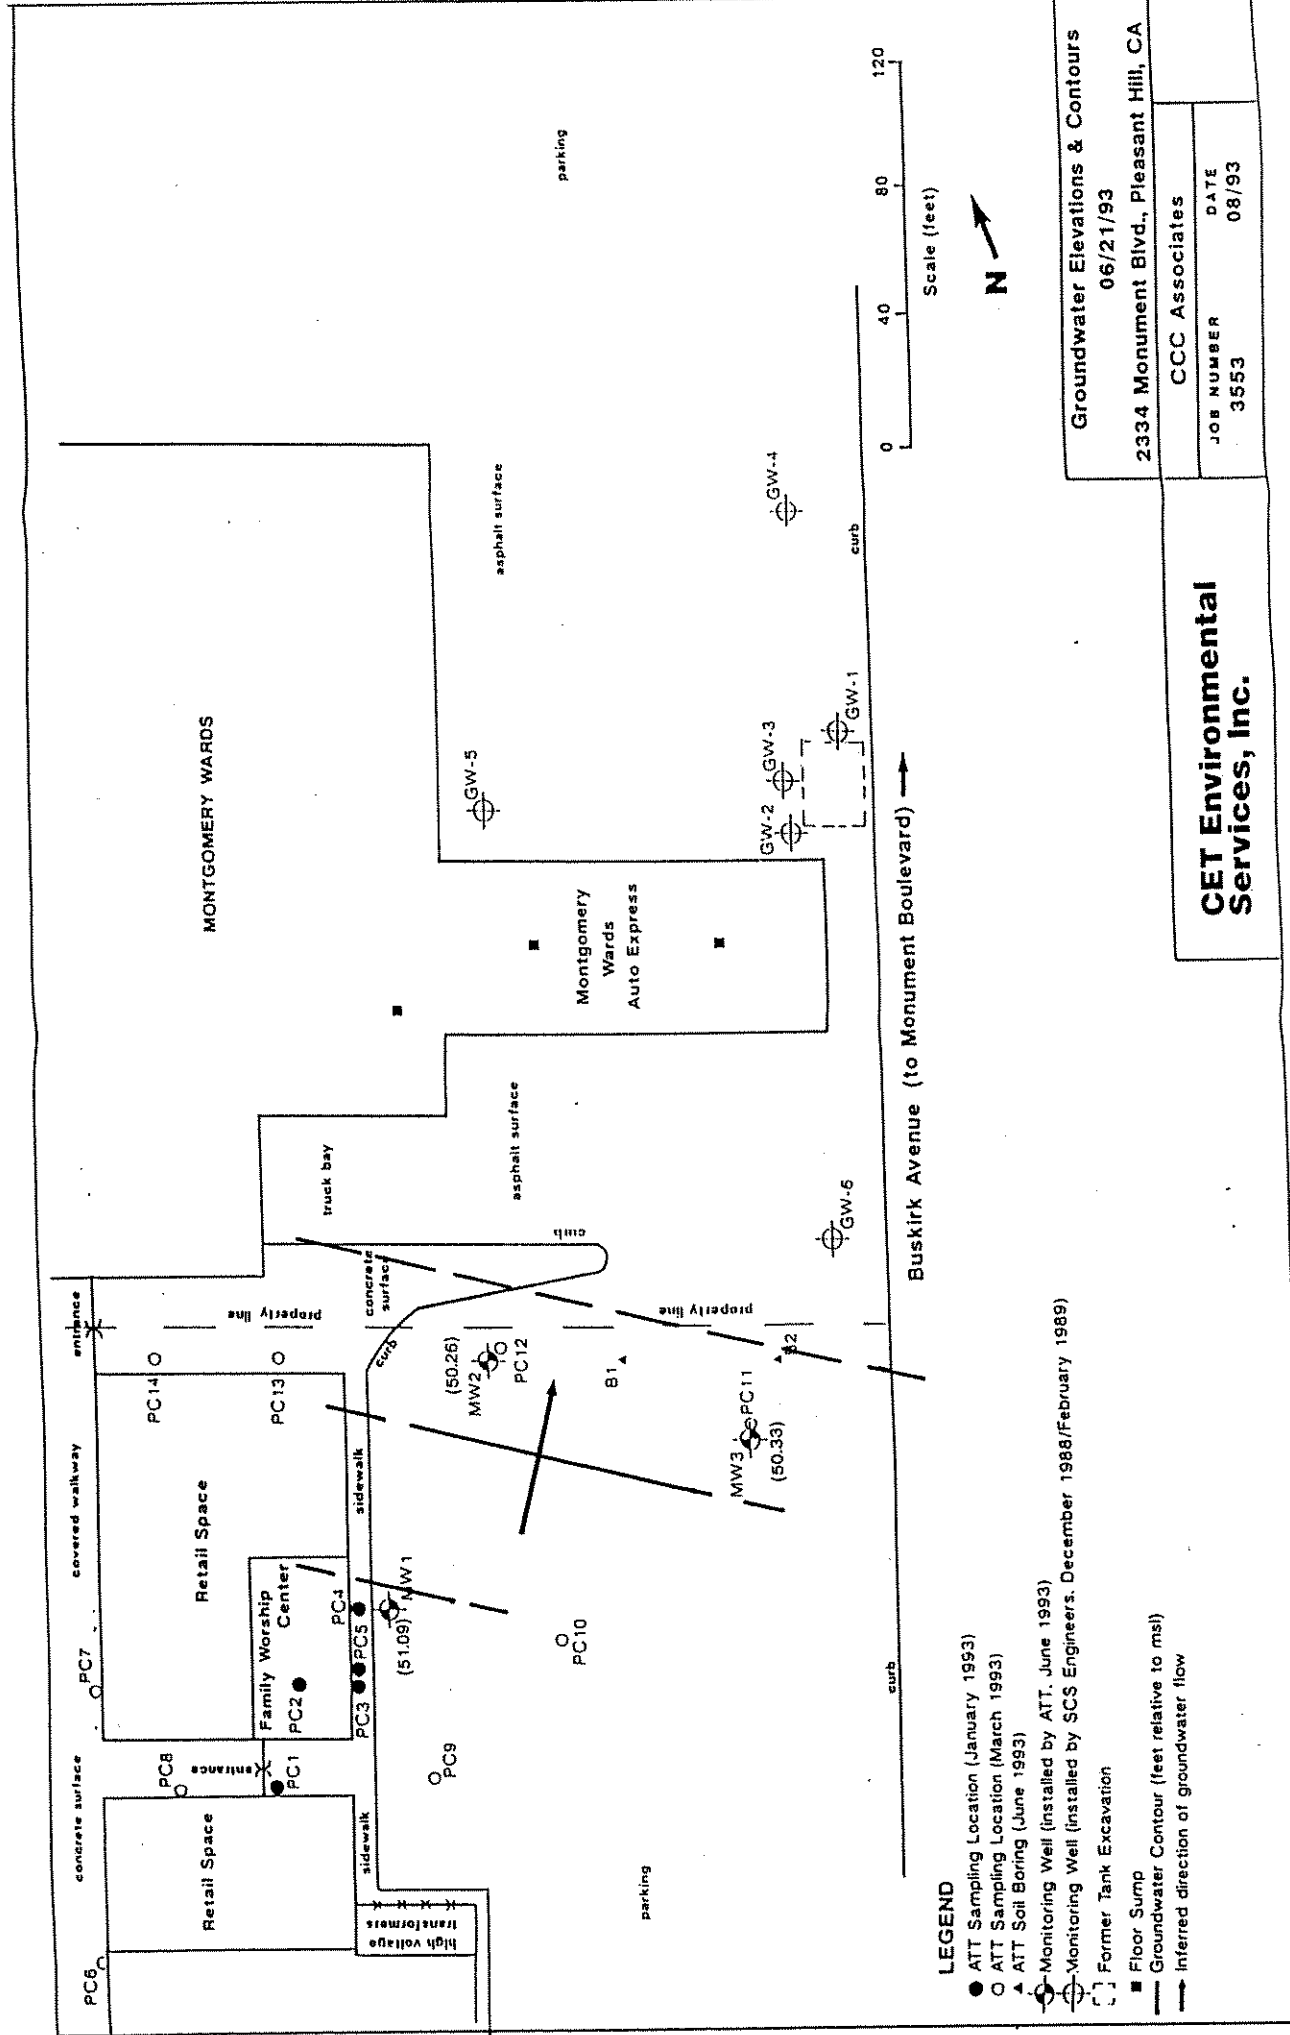 MONTGOMERY WARDS
parking
asphalt surface
GW-5
GW-4
GW-3
GW-2
GW-1
curb
Montgomery
Wards
Auto Express
truck bay
asphalt surface
curb
concrete
surface
property line
property line
entrance
curb
GW-6
PC14
PC13
(50.26)
MW2
PC12
B1
B2
PC11
MW3
(50.33)
covered walkway
Retail Space
sidewalk
Family Worship
Center
PC7
PC2
PC4
PC5
PC3
MW1
(51.09)
PC10
PC9
concrete surface
PC8
entrance
PC1
Retail Space
sidewalk
high voltage
transformers
PC6
parking
curb
Buskirk Avenue (to Monument Boulevard)
0 40 80 120
Scale (feet)
N
LEGEND
ATT Sampling Location (January 1993)
ATT Sampling Location (March 1993)
ATT Soil Boring (June 1993)
Monitoring Well (installed by ATT. June 1993)
Monitoring Well (installed by SCS Engineers. December 1988/February 1989)
Former Tank Excavation
Floor Sump
Groundwater Contour (feet relative to msl)
Inferred direction of groundwater flow
CET Environmental
Services, Inc.
Groundwater Elevations & Contours
06/21/93
2334 Monument Blvd., Pleasant Hill, CA
CCC Associates
JOB NUMBER
3553
DATE
08/93